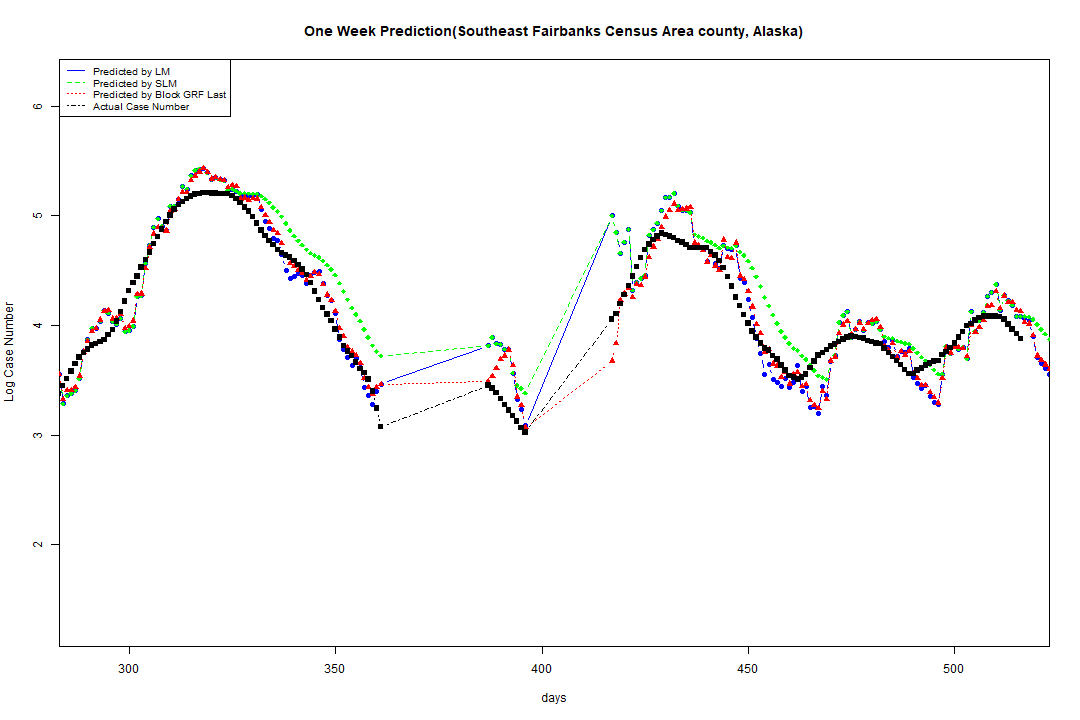 One Week Prediction(Southeast Fairbanks Census Area county, Alaska)
Predicted by LM
Predicted by SLM
Predicted by Block GRF Last
Actual Case Number
6
5
4
3
2
Log Case Number
300 350 400 450 500
days